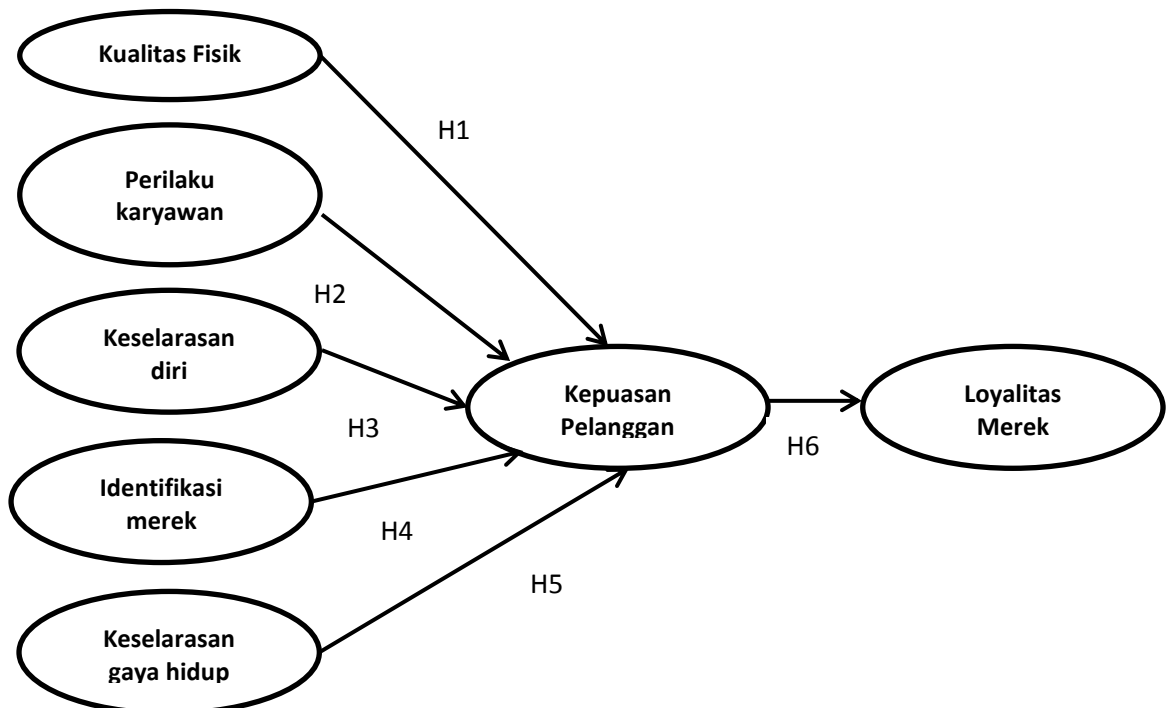 Kualitas Fisik
H1
Perilaku
karyawan
H2
Keselarasan
diri
H3
Identifikasi
merek
H4
Keselarasan
gaya hidup
H5
Kepuasan
Pelanggan
H6
Loyalitas
Merek